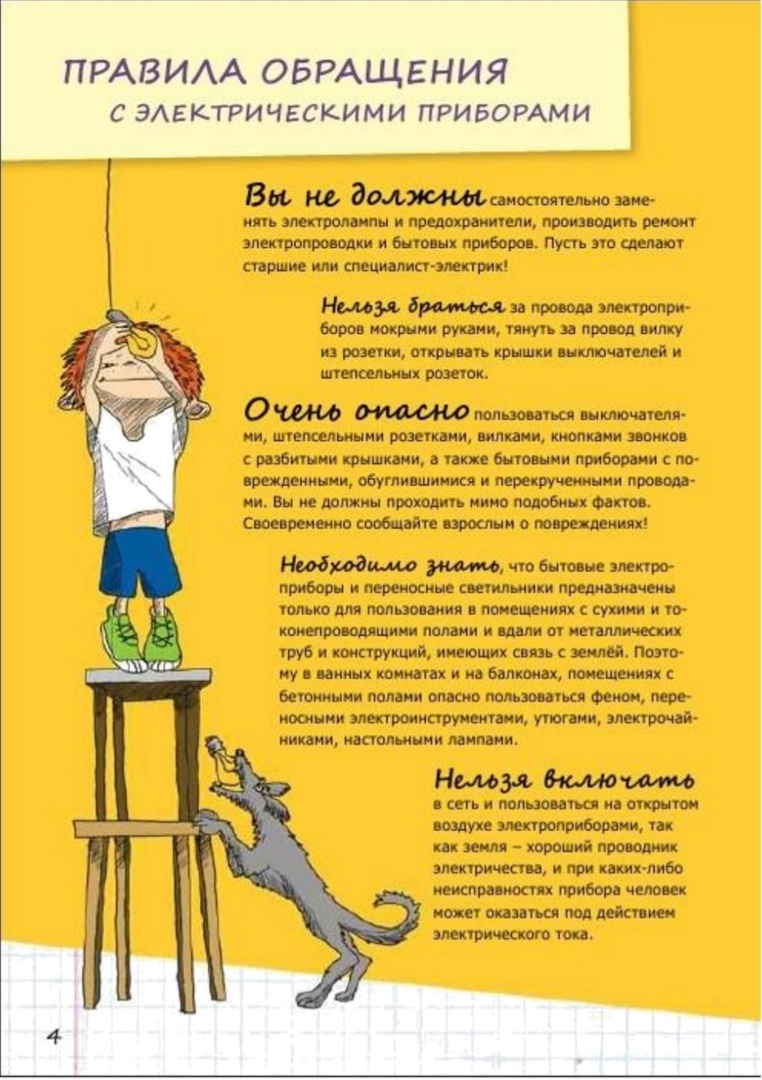 ПРАВИЛА ОБРАЩЕНИЯ
С ЭЛЕКТРИЧЕСКИМИ ПРИБОРАМИ
Вы не должны самостоятельно заме-
нять электролампы и предохранители, производить ремонт
электропроводки и бытовых приборов. Пусть это сделают
старшие или специалист-электрик!
Нельзя браться за провода электропри-
боров мокрыми руками, тянуть за провод вилку
из розетки, открывать крышки выключателей и
штепсельных розеток.
Очень опасно пользоваться выключателя-
ми, штепсельными розетками, вилками, кнопками звонков
с разбитыми крышками, а также бытовыми приборами с по-
врежденными, обуглившимися и перекрученными провода-
ми. Вы не должны проходить мимо подобных фактов.
Своевременно сообщайте взрослым о повреждениях!
Необходимо знать, что бытовые электро-
приборы и переносные светильники предназначены
только для пользования в помещениях с сухими и то-
конепроводящими полами и вдали от металлических
труб и конструкций, имеющих связь с землёй. Поэто-
му в ванных комнатах и на балконах, помещениях с
бетонными полами опасно пользоваться феном, пере-
носными электроинструментами, утюгами, электрочай-
никами, настольными лампами.
Нельзя включать
в сеть и пользоваться на открытом
воздухе электроприборами, так
как земля – хороший проводник
электричества, и при каких-либо
неисправностях прибора человек
может оказаться под действием
электрического тока.
4